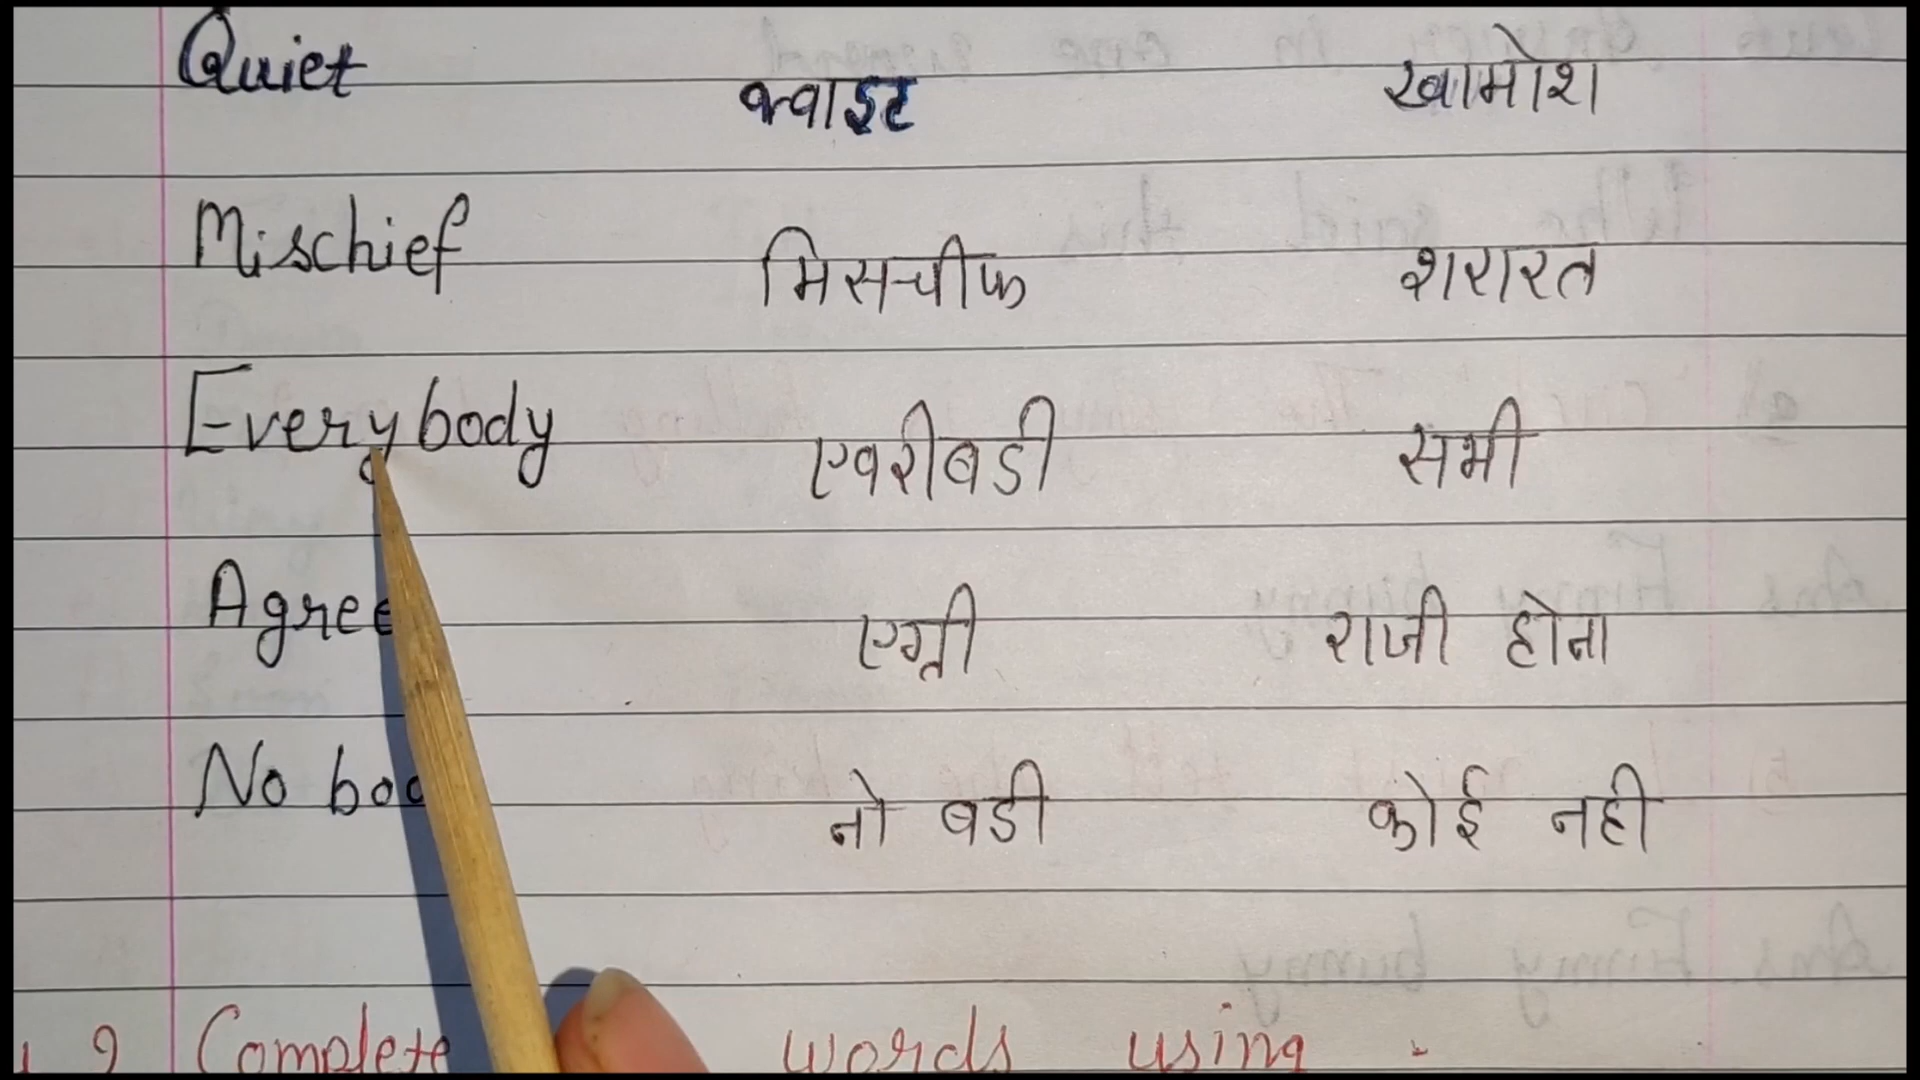 Quiet क्वाइट खामोश
Mischief मिसचीफ शरारत
Everybody एवरीबडी सभी
Agree एग्री राजी होना
No नो बडी कोई नही
Complete words using